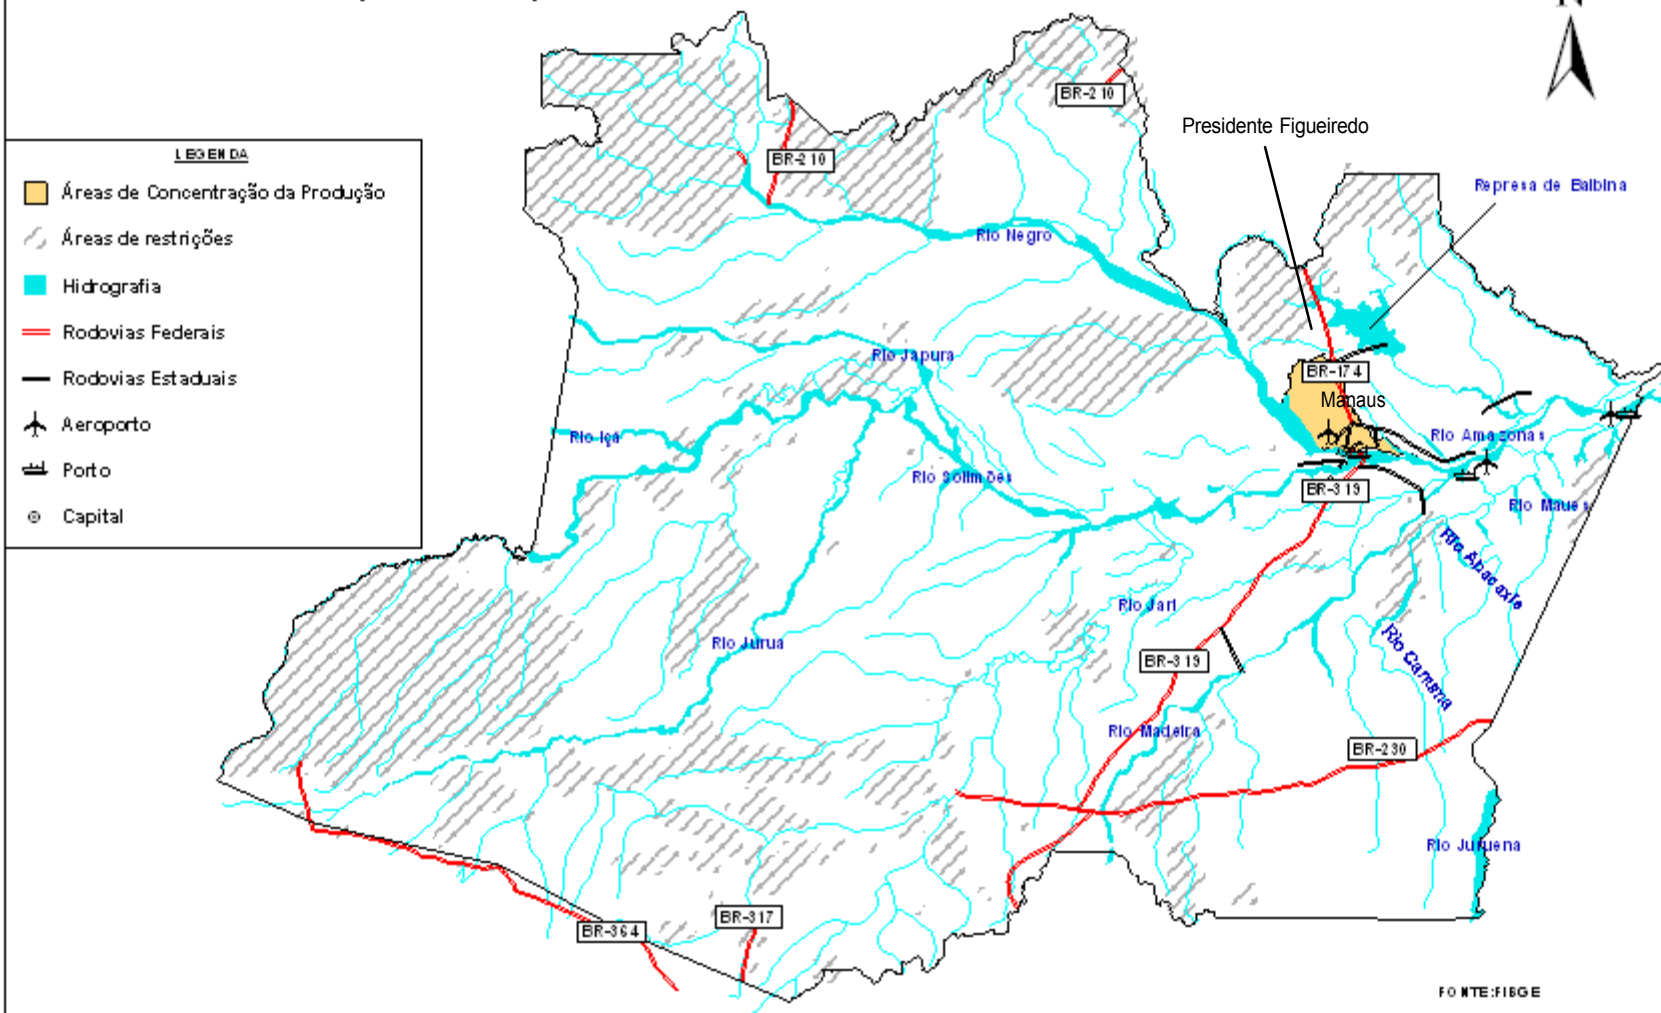 N
BR-210
Presidente Figueiredo
LEGENDA
BR-210
Áreas de Concentração da Produção
Represa de Balbina
Áreas de restrições
Rio Negro
Hidrografia
Rodovias Federais
Rio Japura
BR-174
Rodovias Estaduais
Manaus
Aeroporto
Rio Içá
Rio Amazonas
Porto
Rio Solimões
BR-319
Rio Maues
Capital
Rio Abacaxis
Rio Jari
Rio Jurua
Rio Camuna
BR-319
Rio Madeira
BR-230
Rio Juruena
BR-317
BR-364
FONTE:FIBGE